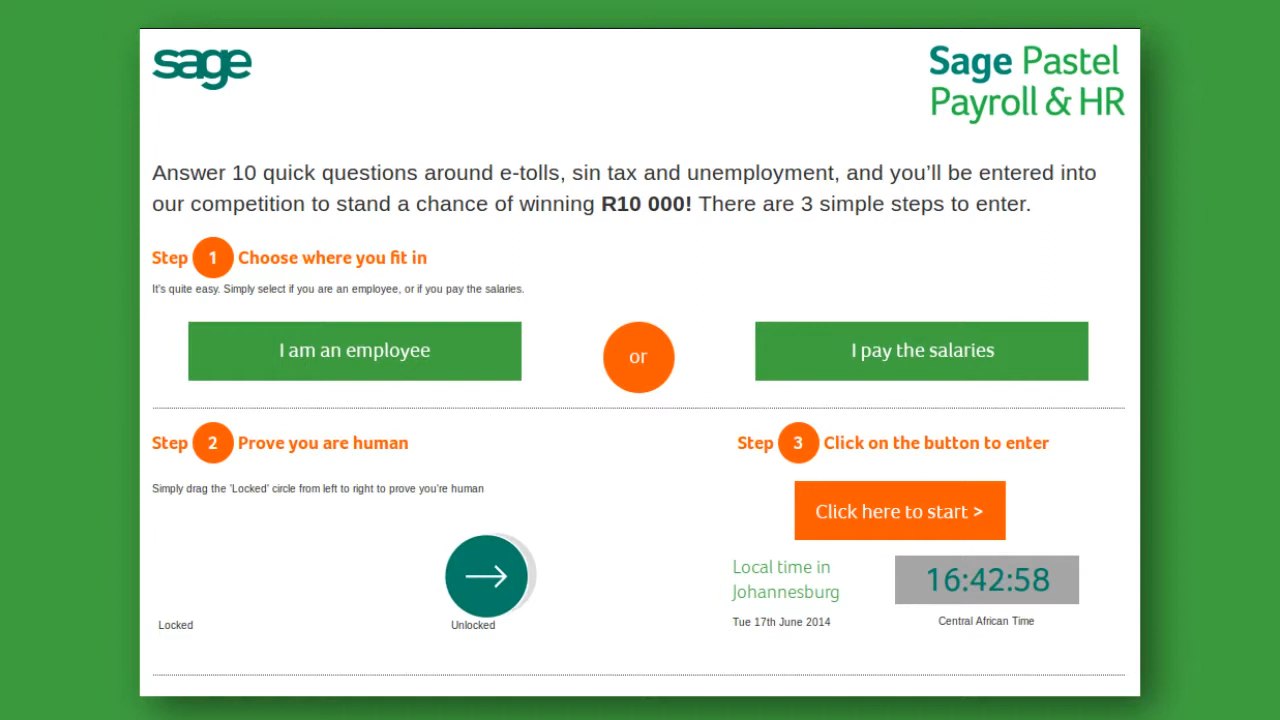 sage
Sage Pastel
Payroll & HR
Answer 10 quick questions around e-tolls, sin tax and unemployment, and you’ll be entered into
our competition to stand a chance of winning R10 000! There are 3 simple steps to enter.
Step 1 Choose where you fit in
It's quite easy. Simply select if you are an employee, or if you pay the salaries.
I am an employee
or
I pay the salaries
Step 2 Prove you are human
Simply drag the ‘Locked’ circle from left to right to prove you're human
Locked
Unlocked
Step 3 Click on the button to enter
Click here to start >
Local time in
Johannesburg
16:42:58
Tue 17th June 2014
Central African Time